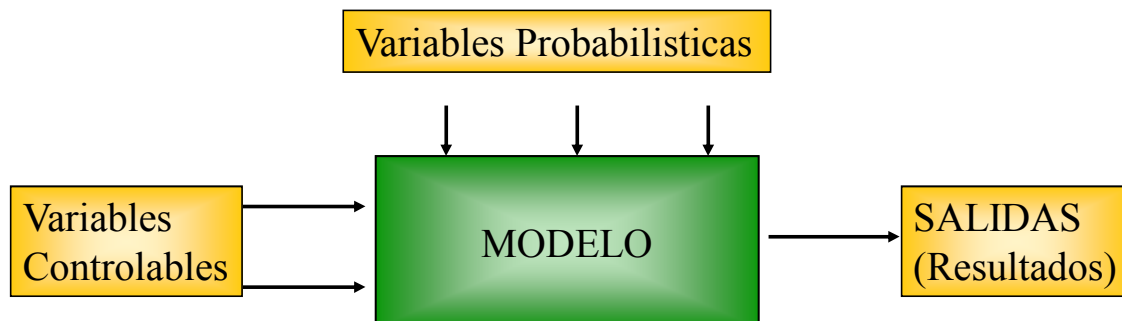 Variables Probabilisticas
Variables
Controlables
MODELO
SALIDAS
(Resultados)